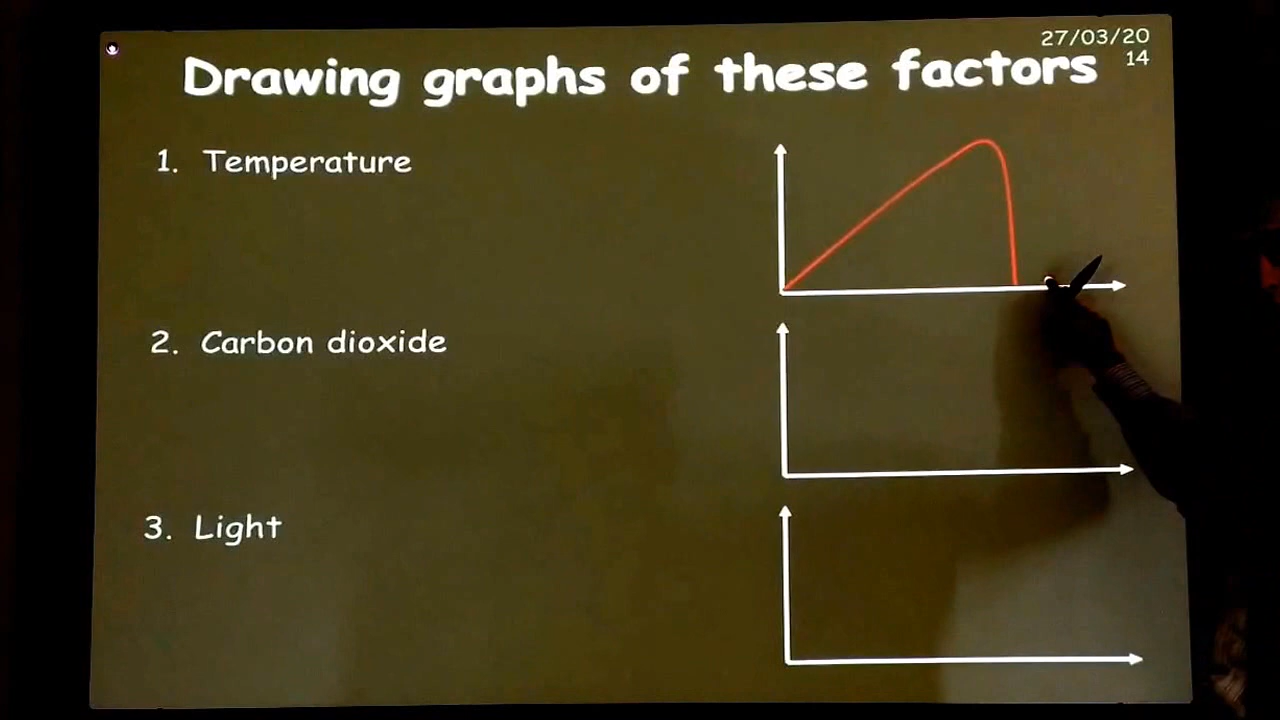 27/03/20
14
Drawing graphs of these factors
1. Temperature
2. Carbon dioxide
3. Light